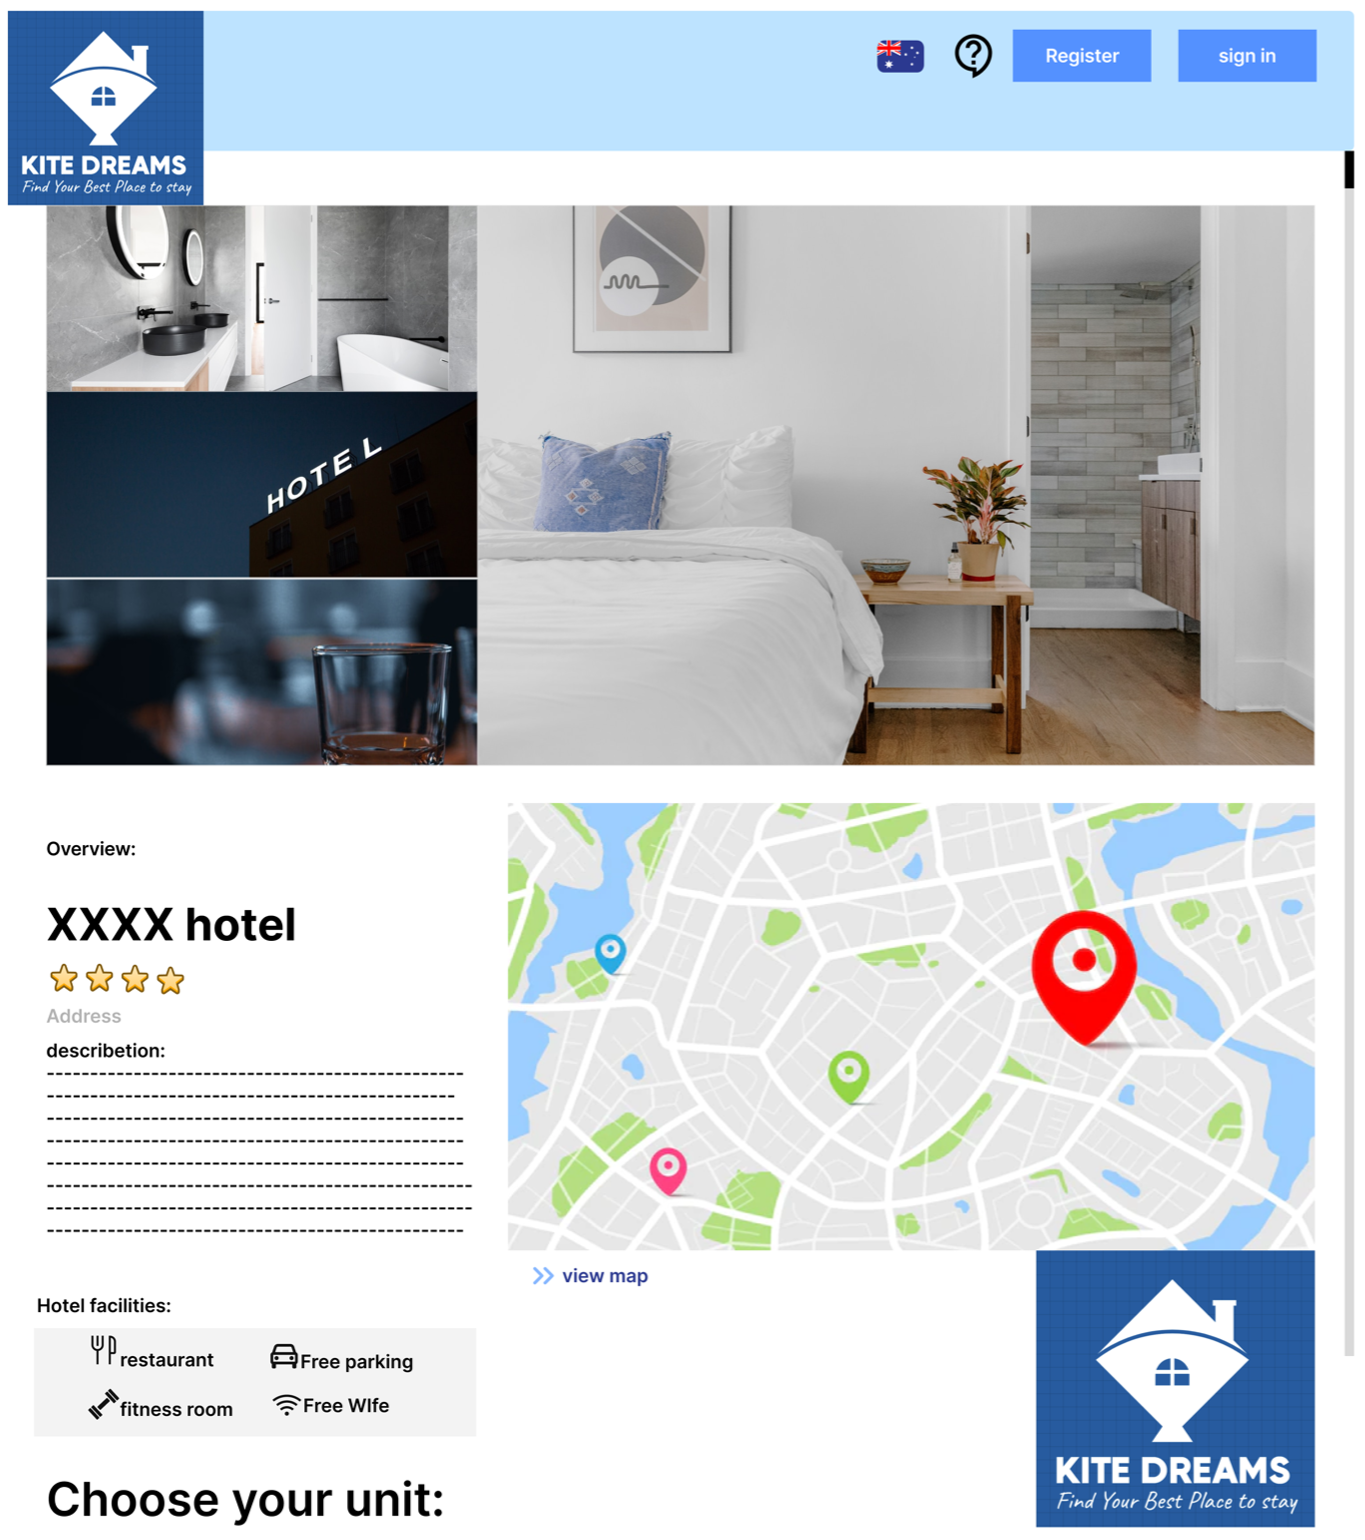 KITE DREAMS
Find Your Best Place to stay
Register
sign in
HOTEL
Overview:
XXXX hotel
Address
describetion:
------------------------------------------------
-----------------------------------------------
------------------------------------------------
------------------------------------------------
------------------------------------------------
-------------------------------------------------
-------------------------------------------------
------------------------------------------------
view map
Hotel facilities:
restaurant
Free parking
fitness room
Free WIfe
KITE DREAMS
Find Your Best Place to stay
Choose your unit: